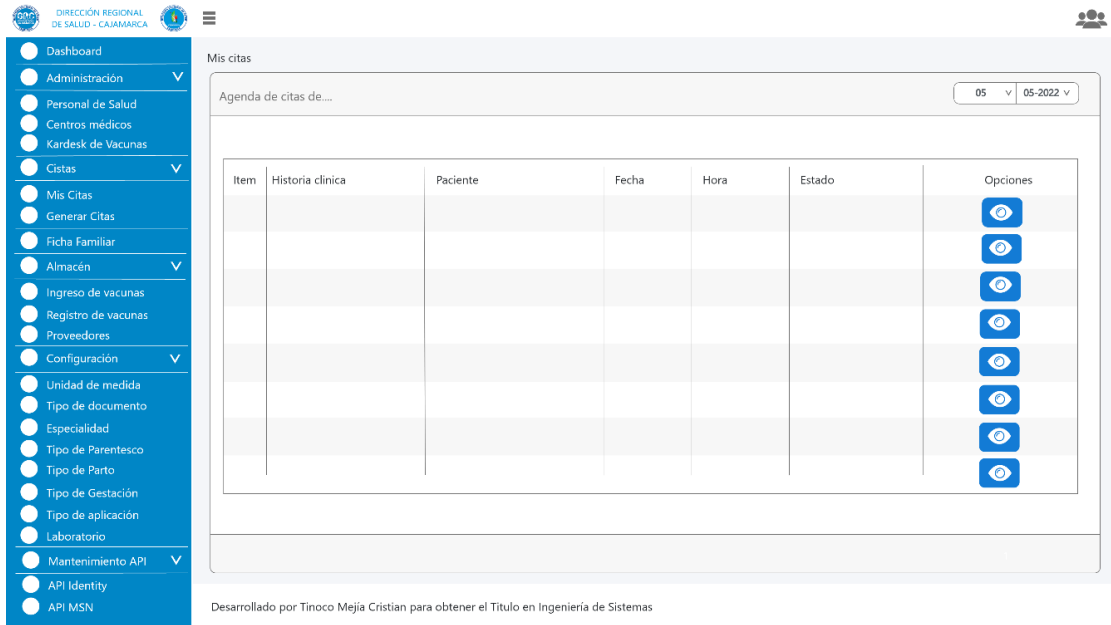 DIRECCIÓN REGIONAL
DE SALUD - CAJAMARCA
Dashboard
Administración
Personal de Salud
Centros médicos
Kardesk de Vacunas
Cistas
Mis Citas
Generar Citas
Ficha Familiar
Almacén
Ingreso de vacunas
Registro de vacunas
Proveedores
Configuración
Unidad de medida
Tipo de documento
Especialidad
Tipo de Parentesco
Tipo de Parto
Tipo de Gestación
Tipo de aplicación
Laboratorio
Mantenimiento API
API Identity
API MSN
Mis citas
Agenda de citas de.... 05 05-2022
Item Historia clinica Paciente Fecha Hora Estado Opciones
Desarrollado por Tinoco Mejía Cristian para obtener el Titulo en Ingeniería de Sistemas